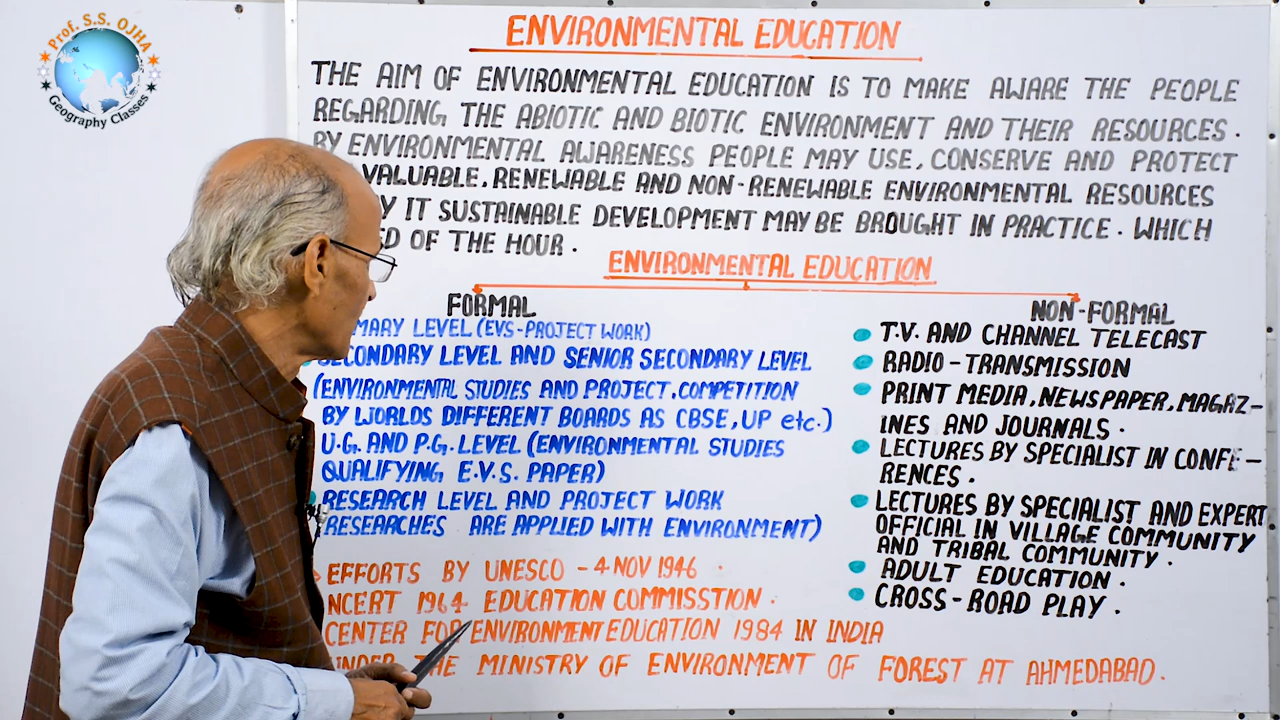 Prof. S.S. OJHA
Geography Classes
ENVIRONMENTAL EDUCATION
THE AIM OF ENVIRONMENTAL EDUCATION IS TO MAKE AWARE THE PEOPLE
REGARDING THE ABIOTIC AND BIOTIC ENVIRONMENT AND THEIR RESOURCES.
BY ENVIRONMENTAL AWARENESS PEOPLE MAY USE, CONSERVE AND PROTECT
VALUABLE, RENEWABLE AND NON-RENEWABLE ENVIRONMENTAL RESOURCES
IT SUSTAINABLE DEVELOPMENT MAY BE BROUGHT IN PRACTICE. WHICH
OF THE HOUR.
ENVIRONMENTAL EDUCATION
FORMAL
LEVEL (EVS-PROJECT WORK)
SECONDARY LEVEL AND SENIOR SECONDARY LEVEL
(ENVIRONMENTAL STUDIES AND PROJECT, COMPETITION
BY WORLDS DIFFERENT BOARDS AS CBSE, UP etc.)
U.G. AND P.G. LEVEL (ENVIRONMENTAL STUDIES
QUALIFYING E.V.S. PAPER)
RESEARCH LEVEL AND PROJECT WORK
(RESEARCHES ARE APPLIED WITH ENVIRONMENT)
NON-FORMAL
T.V. AND CHANNEL TELECAST
RADIO-TRANSMISSION
PRINT MEDIA, NEWSPAPER, MAGAZ-
INES AND JOURNALS.
LECTURES BY SPECIALIST IN CONFE-
RENCES.
LECTURES BY SPECIALIST AND EXPERT
OFFICIAL IN VILLAGE COMMUNITY
AND TRIBAL COMMUNITY.
ADULT EDUCATION.
CROSS-ROAD PLAY.
EFFORTS BY UNESCO - 4 NOV 1946
NCERT 1964 EDUCATION COMMISSTION.
CENTER FOR ENVIRONMENT EDUCATION 1984 IN INDIA
UNDER THE MINISTRY OF ENVIRONMENT OF FOREST AT AHMEDABAD.